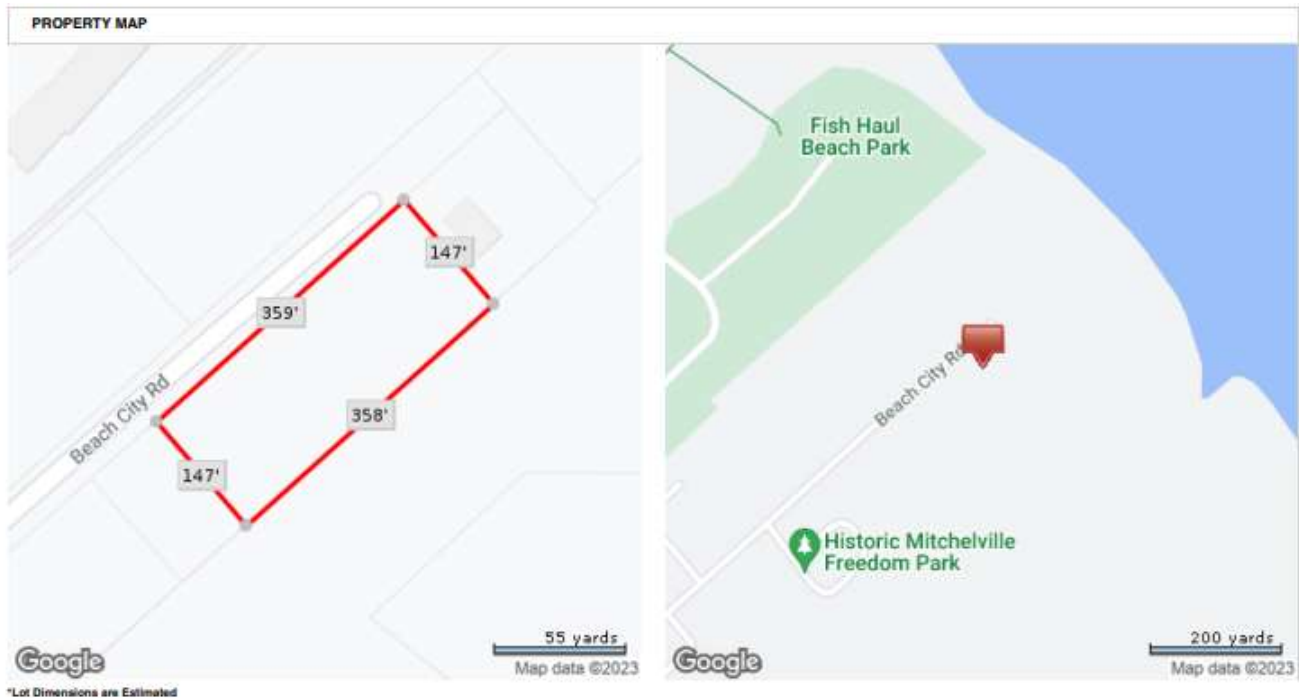 PROPERTY MAP
147'
359'
Beach City Rd
358'
147'
55 yards
Google
Map data ©2023
Fish Haul
Beach Park
Beach City Rd
Historic Mitchelville
Freedom Park
200 yards
Google
Map data ©2023
*Lot Dimensions are Estimated